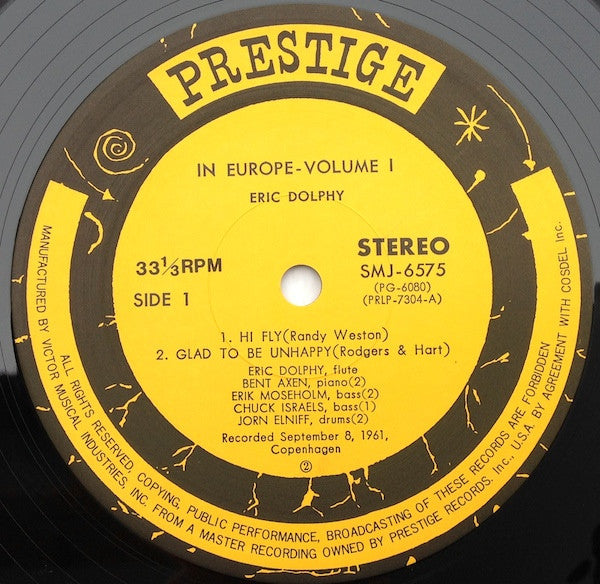 PRESTIGE
IN EUROPE-VOLUME I
ERIC DOLPHY
33⅓RPM
SIDE 1
STEREO
SMJ-6575
(PG-6080)
(PRLP-7304-A)
1. HI FLY(Randy Weston)
2. GLAD TO BE UNHAPPY(Rodgers & Hart)
ERIC DOLPHY, flute
BENT AXEN, piano(2)
ERIK MOSEHOLM, bass(2)
CHUCK ISRAELS, bass(1)
JORN ELNIFF, drums(2)
Recorded September 8, 1961,
Copenhagen
②
MANUFACTURED BY VICTOR MUSICAL INDUSTRIES, INC. FROM A MASTER RECORDING OWNED BY PRESTIGE RECORDS, Inc., U.S.A. BY AGREEMENT WITH COSDEL Inc.
ALL RIGHTS RESERVED, COPYING, PUBLIC PERFORMANCE, BROADCASTING OF THESE RECORDS ARE FORBIDDEN